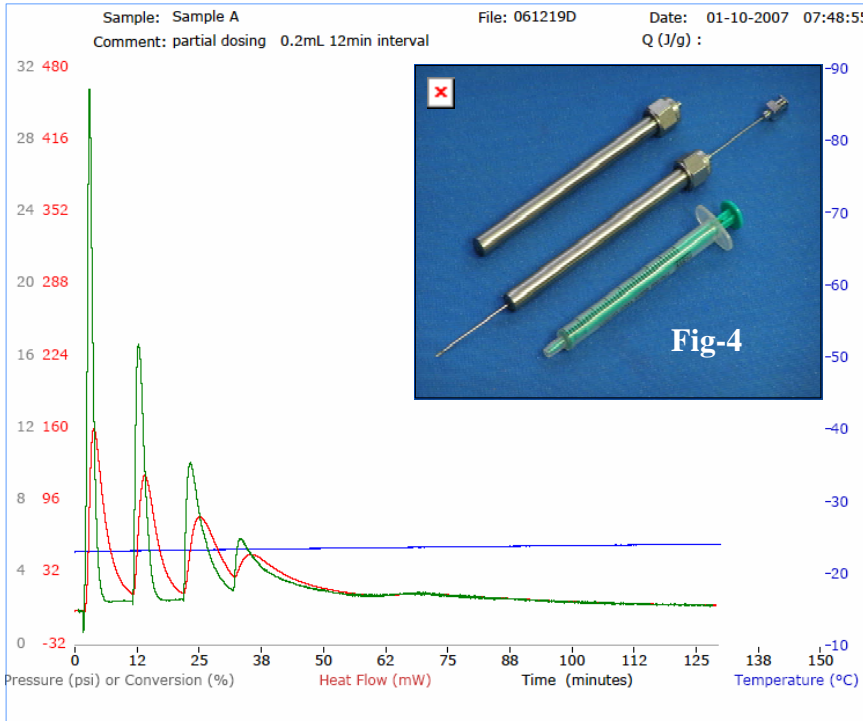 Sample: Sample A File: 061219D Date: 01-10-2007 07:48:55
Comment: partial dosing 0.2mL 12min interval Q (J/g) :
32 480 90
28 416 80
24 352 70
20 288 60
16 224 50
12 160 40
8 96 30
4 32 20
0 -32 10
Fig-4
0 12 25 38 50 62 75 88 100 112 125 138 150
Pressure (psi) or Conversion (%) Heat Flow (mW) Time (minutes) Temperature (ºC)